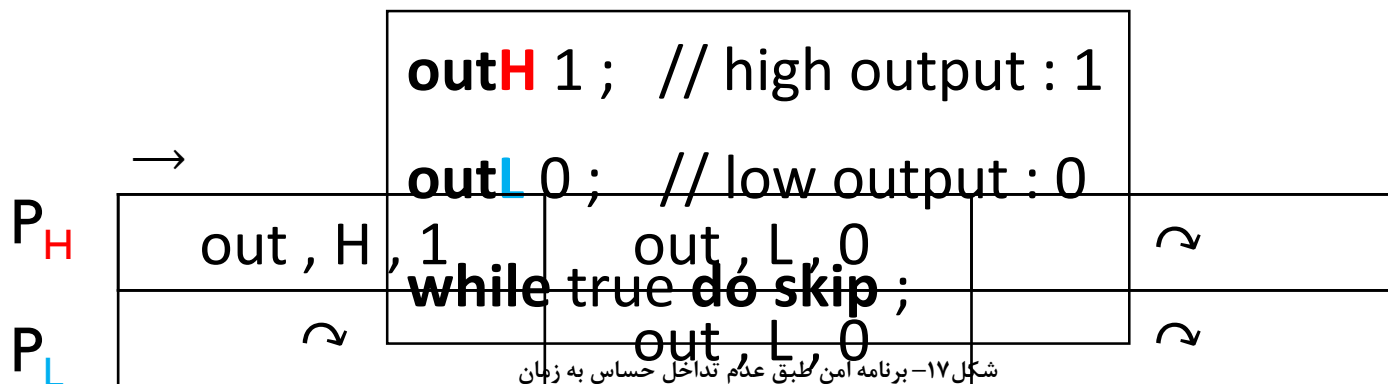 outH 1 ; // high output : 1
→
outL 0 ; // low output : 0
PH out , H , 1 out , L , 0 ↷
while true do skip ;
PL ↷ out , L , 0 ↷
شکل۱۷– برنامه امن طبق عدم تداخل حساس به زمان